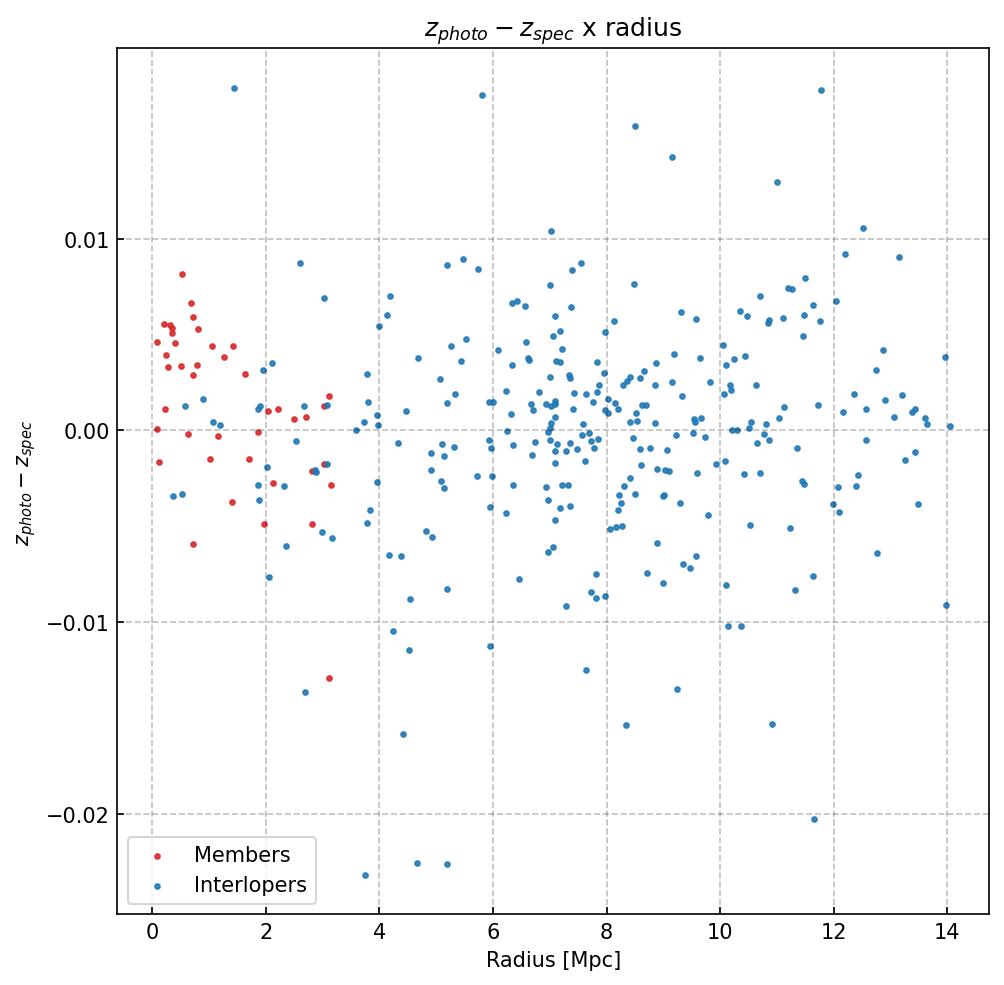 z_photo − z_spec x radius
z_photo − z_spec
0.01
0.00
−0.01
−0.02
Members
Interlopers
0 2 4 6 8 10 12 14
Radius [Mpc]